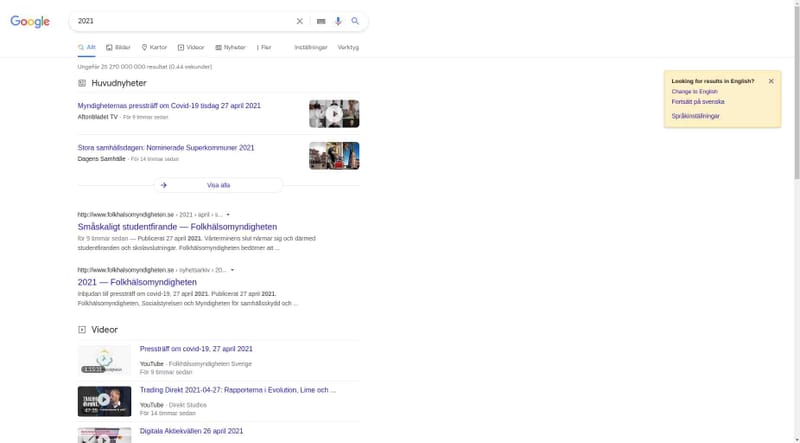 Google
2021
Allt
Bilder
Kartor
Videor
Nyheter
Fler
Inställningar
Verktyg
Ungefär 25 270 000 000 resultat (0,44 sekunder)
Looking for results in English?
Change to English
Fortsätt på svenska
Språkinställningar
Huvudnyheter
Myndigheternas pressträff om Covid-19 tisdag 27 april 2021
Aftonbladet TV · För 9 timmar sedan
Stora samhällsdagen: Nominerade Superkommuner 2021
Dagens Samhälle · För 14 timmar sedan
Visa alla
http://www.folkhalsomyndigheten.se › 2021 › april › s...
Småskaligt studentfirande — Folkhälsomyndigheten
för 9 timmar sedan — Publicerat 27 april 2021. Vårterminens slut närmar sig och därmed
studentfiranden och skolavslutningar. Folkhälsomyndigheten bedömer att ...
http://www.folkhalsomyndigheten.se › nyhetsarkiv › 20...
2021 — Folkhälsomyndigheten
Inbjudan till pressträff om covid-19, 27 april 2021. Publicerat 27 april 2021.
Folkhälsomyndigheten, Socialstyrelsen och Myndigheten för samhällsskydd och ...
Videor
Pressträff om covid-19, 27 april 2021
YouTube · Folkhälsomyndigheten Sverige
För 9 timmar sedan
Trading Direkt 2021-04-27: Rapporterna i Evolution, Lime och ...
YouTube · Direkt Studios
För 14 timmar sedan
47:35
Digitala Aktiekvällen 26 april 2021